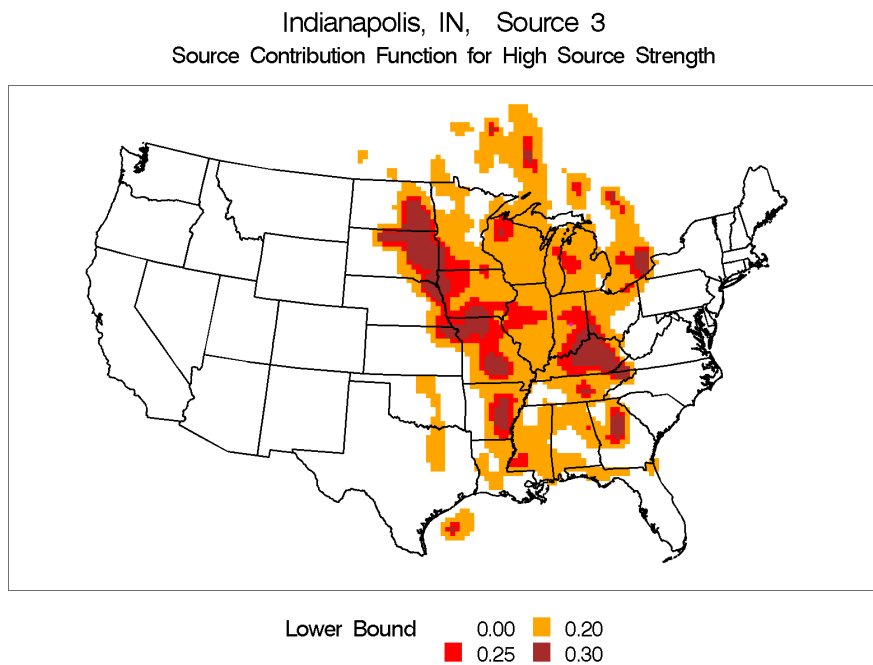 Indianapolis, IN, Source 3
Source Contribution Function for High Source Strength
Lower Bound 0.00 0.20
0.25 0.30